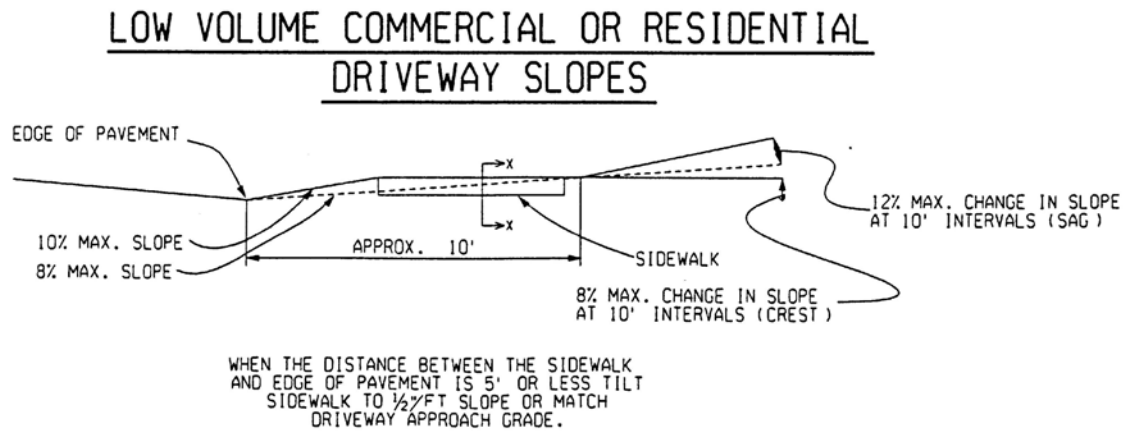 LOW VOLUME COMMERCIAL OR RESIDENTIAL
DRIVEWAY SLOPES
EDGE OF PAVEMENT
X
X
10% MAX. SLOPE
8% MAX. SLOPE
APPROX. 10'
SIDEWALK
12% MAX. CHANGE IN SLOPE
AT 10' INTERVALS (SAG)
8% MAX. CHANGE IN SLOPE
AT 10' INTERVALS (CREST)
WHEN THE DISTANCE BETWEEN THE SIDEWALK
AND EDGE OF PAVEMENT IS 5' OR LESS TILT
SIDEWALK TO ½"/FT SLOPE OR MATCH
DRIVEWAY APPROACH GRADE.